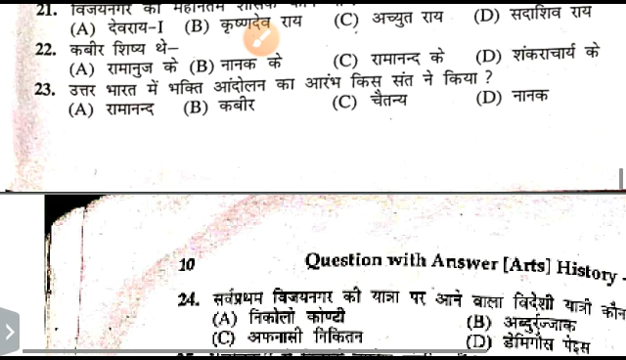 21. विजयनगर का महानतम शासक कौन
(A) देवराय-I (B) कृष्णदेव राय (C) अच्युत राय (D) सदाशिव राय
22. कबीर शिष्य थे–
(A) रामानुज के (B) नानक के (C) रामानन्द के (D) शंकराचार्य के
23. उत्तर भारत में भक्ति आंदोलन का आरंभ किस संत ने किया ?
(A) रामानन्द (B) कबीर (C) चैतन्य (D) नानक
10 Question with Answer [Arts] History -
24. सर्वप्रथम विजयनगर की यात्रा पर आने वाला विदेशी यात्री कौन
(A) निकोलो कोण्टी (B) अब्दुर्रज्जाक
(C) अफनासी निकितन (D) डेमिगोस पेइस